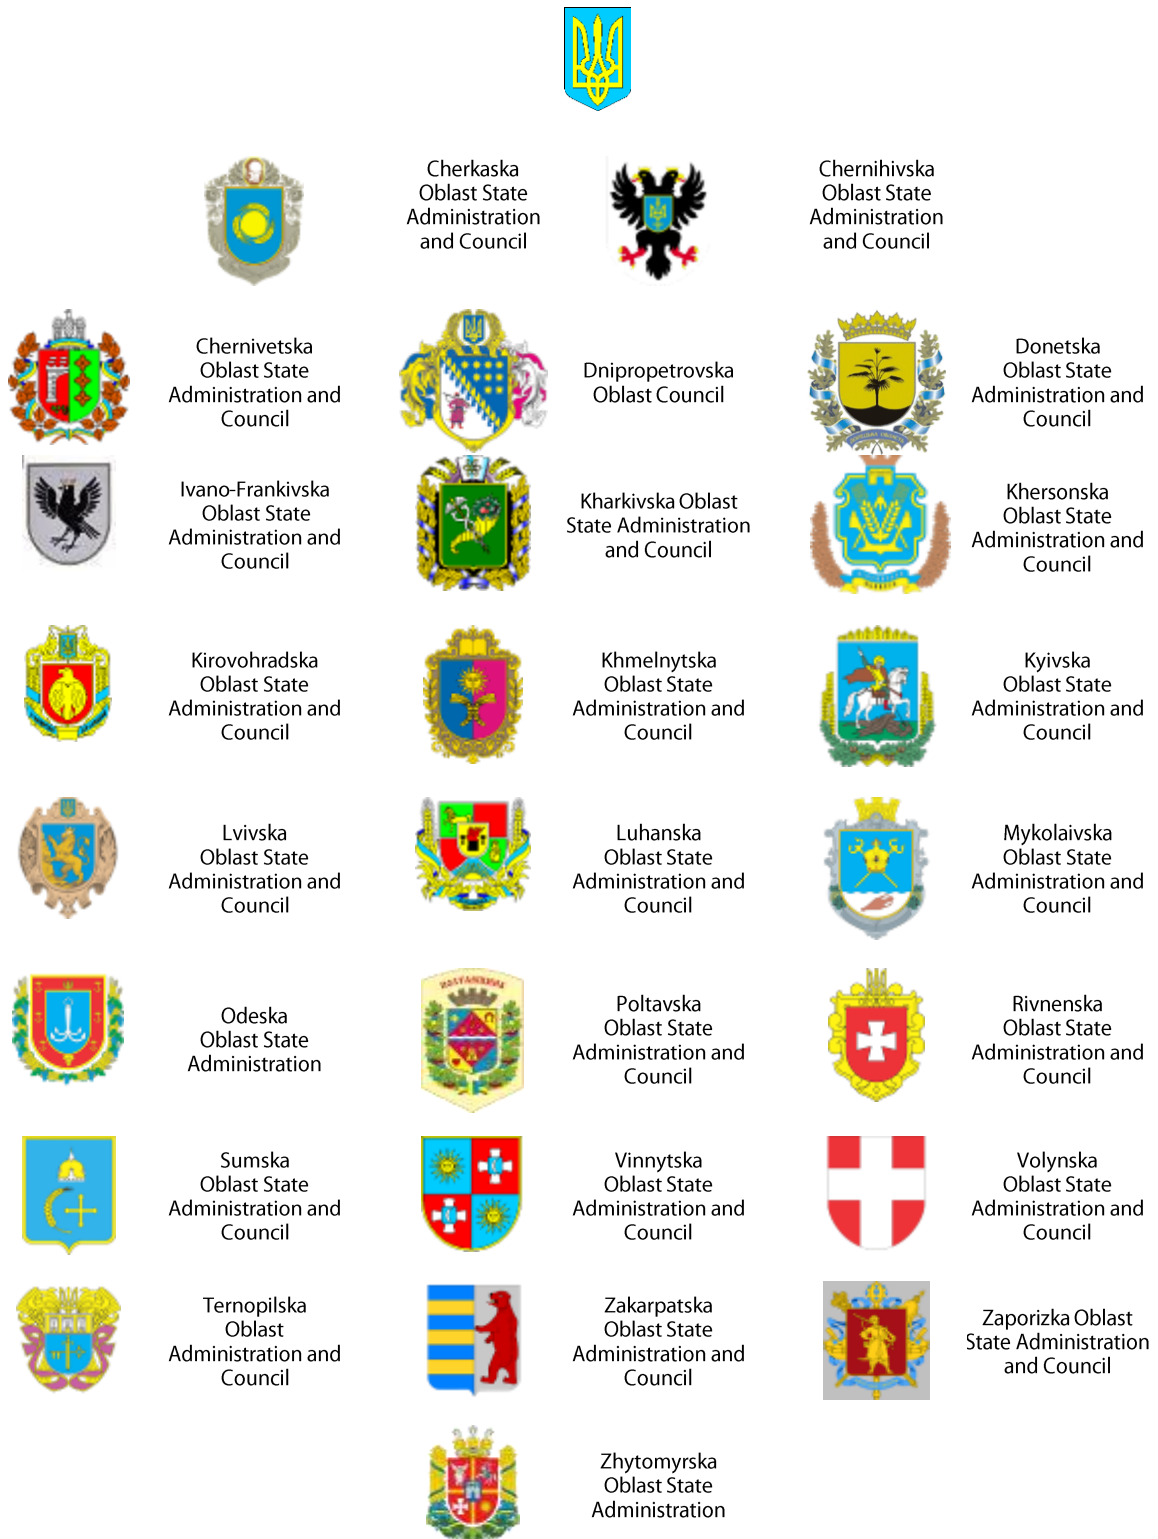 Cherkaska
Oblast State
Administration
and Council
Chernihivska
Oblast State
Administration
and Council
Chernivetska
Oblast State
Administration and
Council
Dnipropetrovska
Oblast Council
Donetska
Oblast State
Administration and
Council
Ivano-Frankivska
Oblast State
Administration and
Council
Kharkivska Oblast
State Administration
and Council
Khersonska
Oblast State
Administration and
Council
Kirovohradska
Oblast State
Administration and
Council
Khmelnytska
Oblast State
Administration and
Council
Kyivska
Oblast State
Administration and
Council
Lvivska
Oblast State
Administration and
Council
Luhanska
Oblast State
Administration and
Council
Mykolaivska
Oblast State
Administration and
Council
Odeska
Oblast State
Administration
Poltavska
Oblast State
Administration and
Council
Rivnenska
Oblast State
Administration and
Council
Sumska
Oblast State
Administration and
Council
Vinnytska
Oblast State
Administration and
Council
Volynska
Oblast State
Administration and
Council
Ternopilska
Oblast
Administration and
Council
Zakarpatska
Oblast State
Administration and
Council
Zaporizka Oblast
State Administration
and Council
Zhytomyrska
Oblast State
Administration